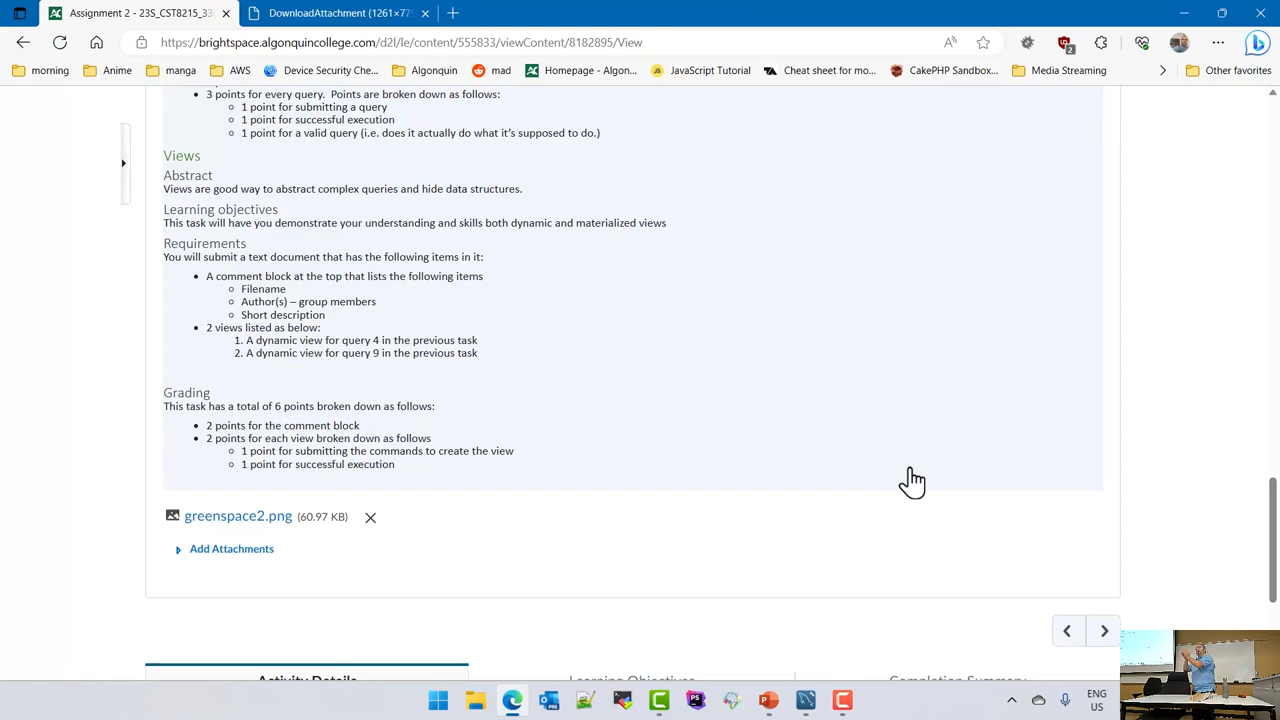 Assignment 2 - 23S_CST8215_33
DownloadAttachment (1261×77
https://brightspace.algonquincollege.com/d2l/le/content/555833/viewContent/8182895/View
morning
Anime
manga
AWS
Device Security Che...
Algonquin
mad
Homepage - Algon...
JavaScript Tutorial
Cheat sheet for mo...
CakePHP Sandbox...
Media Streaming
Other favorites
• 3 points for every query. Points are broken down as follows:
○ 1 point for submitting a query
○ 1 point for successful execution
○ 1 point for a valid query (i.e. does it actually do what it's supposed to do.)
Views
Abstract
Views are good way to abstract complex queries and hide data structures.
Learning objectives
This task will have you demonstrate your understanding and skills both dynamic and materialized views
Requirements
You will submit a text document that has the following items in it:
• A comment block at the top that lists the following items
○ Filename
○ Author(s) – group members
○ Short description
• 2 views listed as below:
1. A dynamic view for query 4 in the previous task
2. A dynamic view for query 9 in the previous task
Grading
This task has a total of 6 points broken down as follows:
• 2 points for the comment block
• 2 points for each view broken down as follows
○ 1 point for submitting the commands to create the view
○ 1 point for successful execution
greenspace2.png (60.97 KB)
Add Attachments
Activity Details
Learning Objectives
Completion Summary
ENG
US